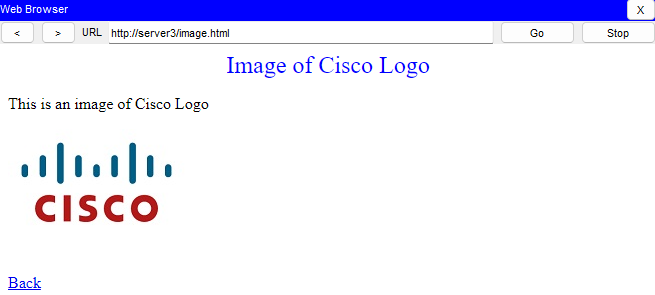 Web Browser X
< > URL http://server3/image.html Go Stop
Image of Cisco Logo
This is an image of Cisco Logo
CISCO
Back